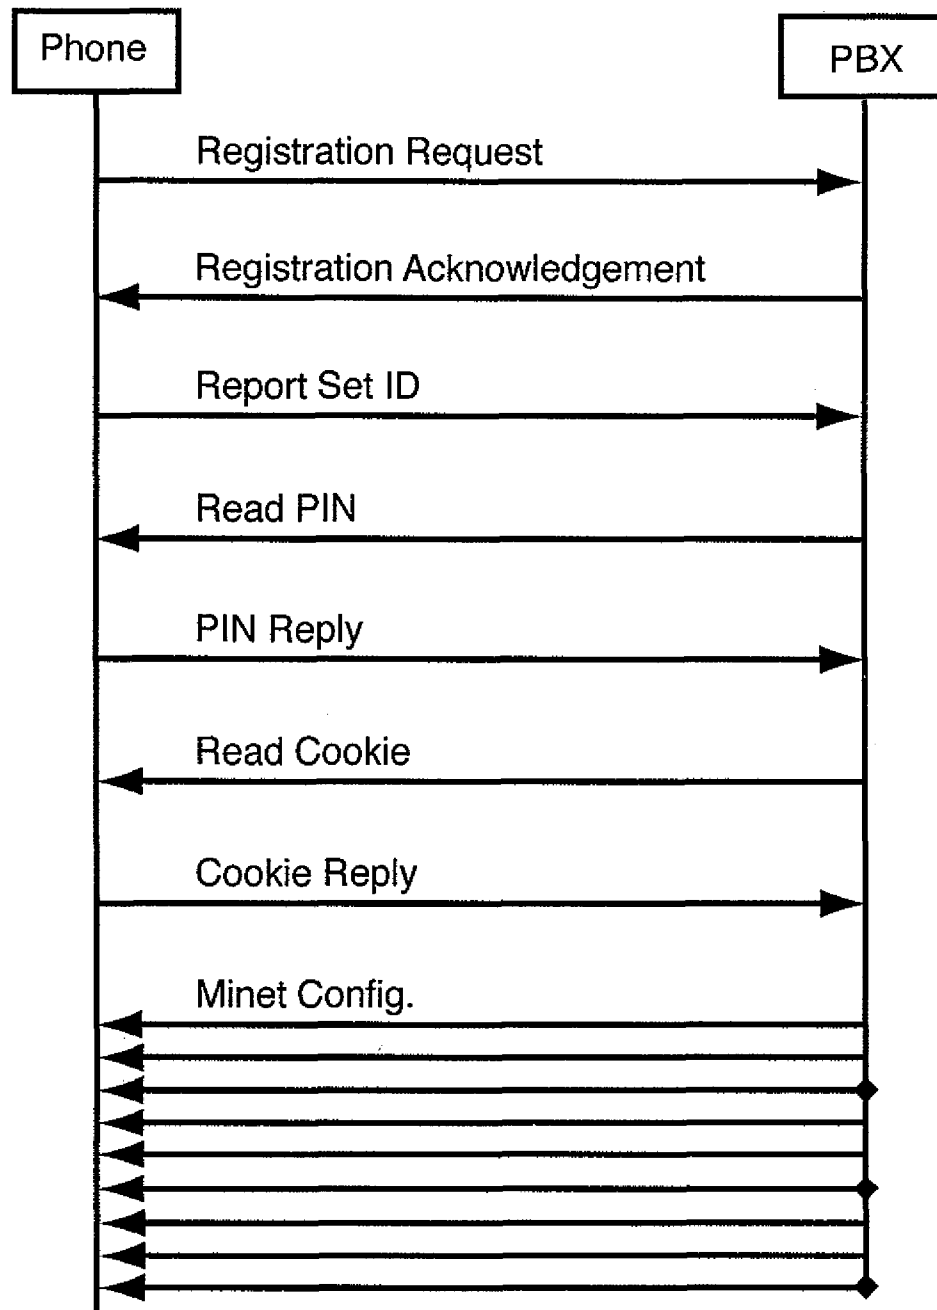 Phone
PBX
Registration Request
Registration Acknowledgement
Report Set ID
Read PIN
PIN Reply
Read Cookie
Cookie Reply
Minet Config.